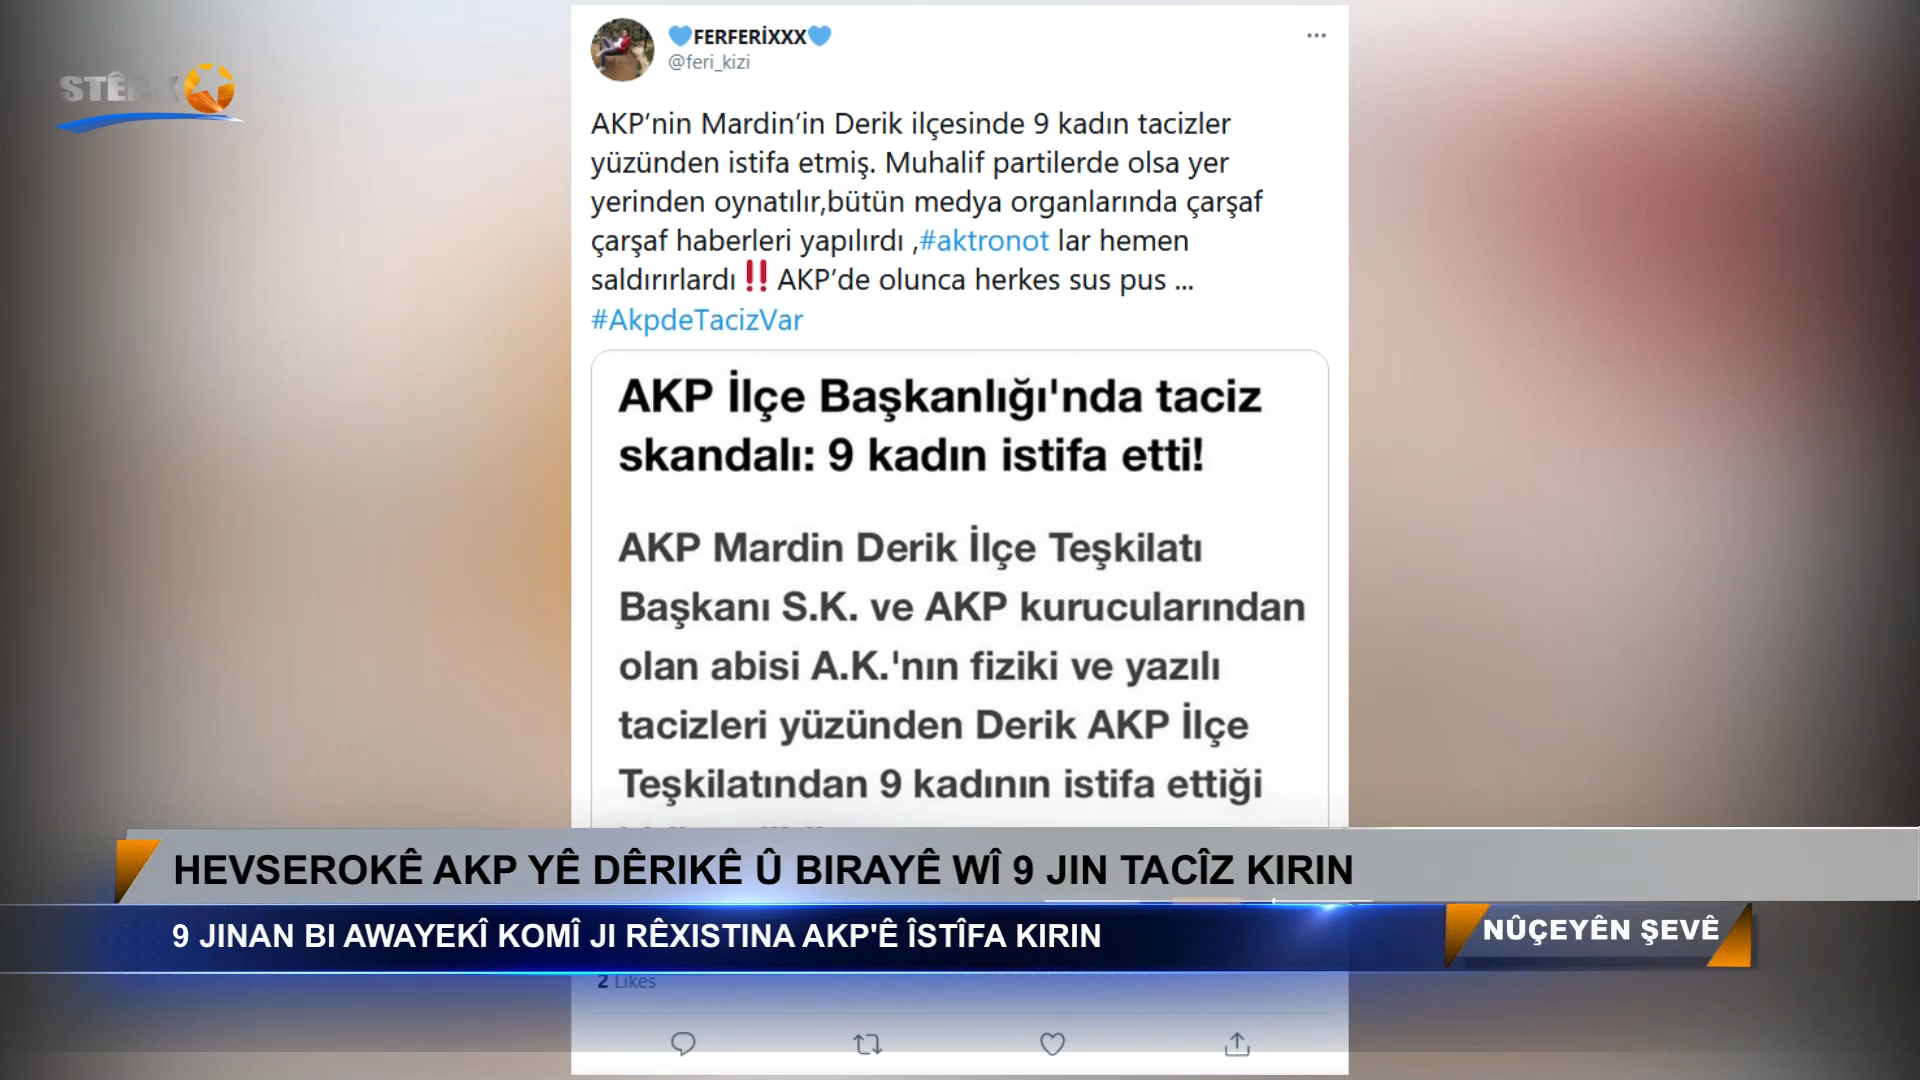 STÊRK
💙FERFERİXXX💙
@feri_kizi
AKP’nin Mardin’in Derik ilçesinde 9 kadın tacizler
yüzünden istifa etmiş. Muhalif partilerde olsa yer
yerinden oynatılır,bütün medya organlarında çarşaf
çarşaf haberleri yapılırdı ,#aktronot lar hemen
saldırırlardı‼️ AKP’de olunca herkes sus pus ...
#AkpdeTacizVar
AKP İlçe Başkanlığı'nda taciz
skandalı: 9 kadın istifa etti!
AKP Mardin Derik İlçe Teşkilatı
Başkanı S.K. ve AKP kurucularından
olan abisi A.K.'nın fiziki ve yazılı
tacizleri yüzünden Derik AKP İlçe
Teşkilatından 9 kadının istifa ettiği
HEVSEROKÊ AKP YÊ DÊRIKÊ Û BIRAYÊ WÎ 9 JIN TACÎZ KIRIN
9 JINAN BI AWAYEKÎ KOMÎ JI RÊXISTINA AKP'Ê ÎSTÎFA KIRIN
NÛÇEYÊN ŞEVÊ
2 Likes